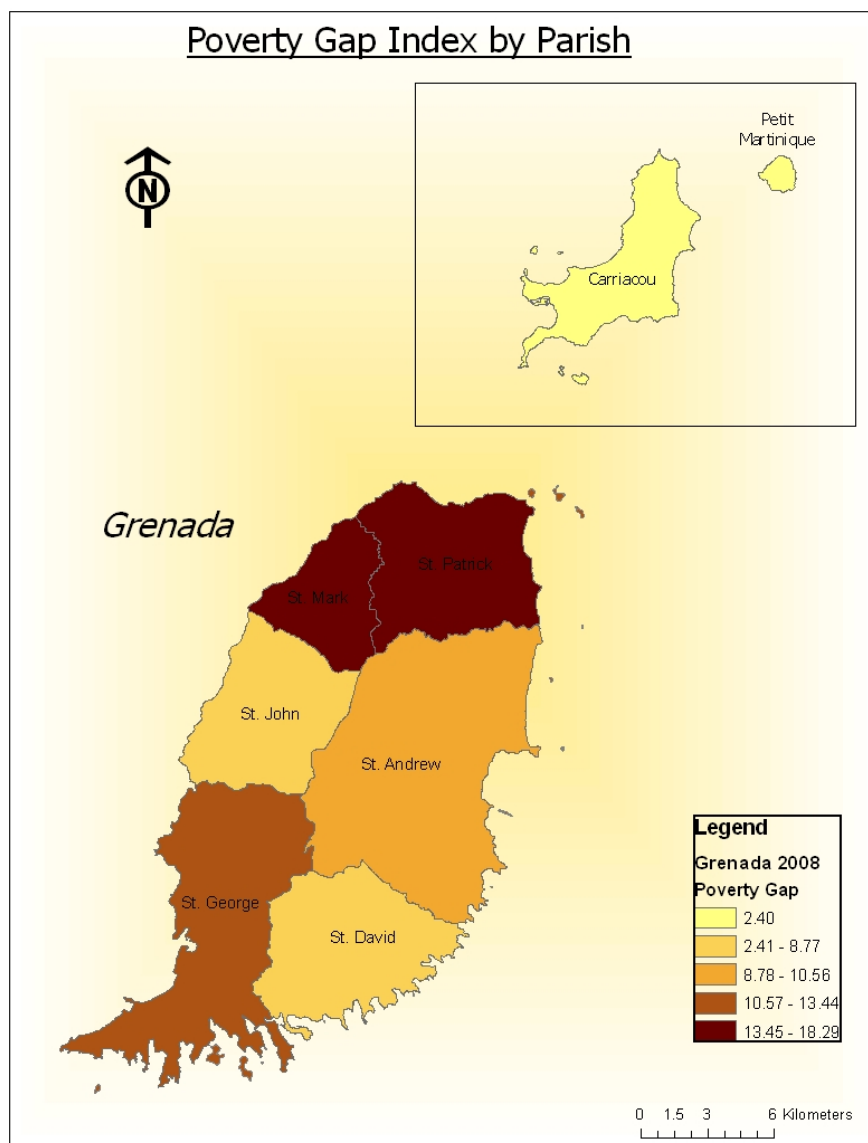 Poverty Gap Index by Parish
N
Petit
Martinique
Carriacou
Grenada
St. Patrick
St. Mark
St. John
St. Andrew
St. George
St. David
Legend
Grenada 2008
Poverty Gap
2.40
2.41 - 8.77
8.78 - 10.56
10.57 - 13.44
13.45 - 18.29
0 1.5 3 6 Kilometers